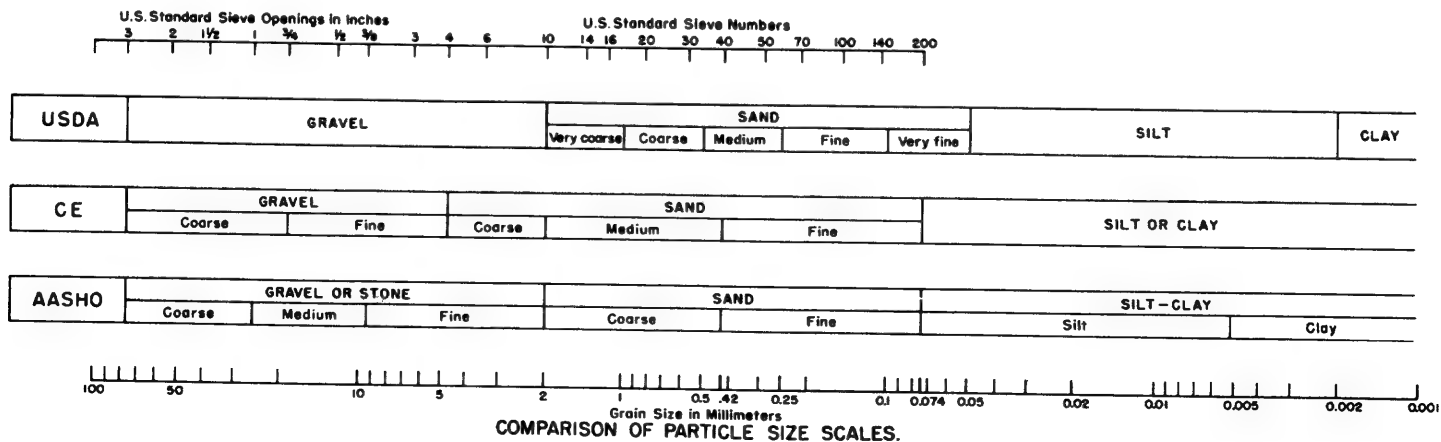 U.S. Standard Sieve Openings in Inches
U.S. Standard Sieve Numbers
3 2 1½ 1 ¾ ½ ⅜ 3 4 6 10 14 16 20 30 40 50 70 100 140 200
USDA
GRAVEL
SAND
Very coarse
Coarse
Medium
Fine
Very fine
SILT
CLAY
CE
GRAVEL
Coarse
Fine
SAND
Coarse
Medium
Fine
SILT OR CLAY
AASHO
GRAVEL OR STONE
Coarse
Medium
Fine
SAND
Coarse
Fine
SILT-CLAY
Silt
Clay
100 50 10 5 2 1 0.5 .42 0.25 0.1 0.074 0.05 0.02 0.01 0.005 0.002 0.001
Grain Size in Millimeters
COMPARISON OF PARTICLE SIZE SCALES.